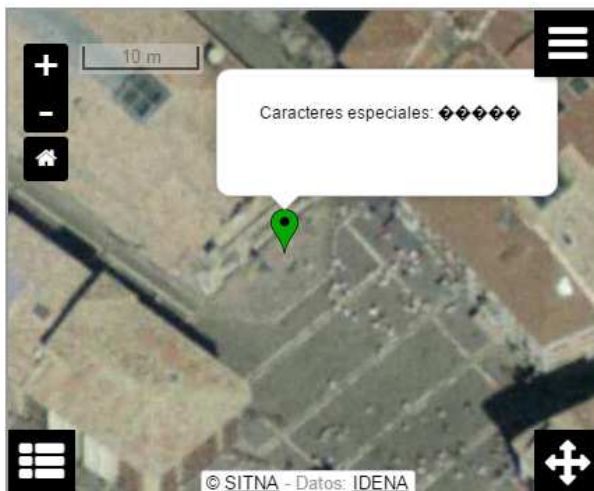 +
10 m
-
Caracteres especiales: �����
© SITNA - Datos: IDENA